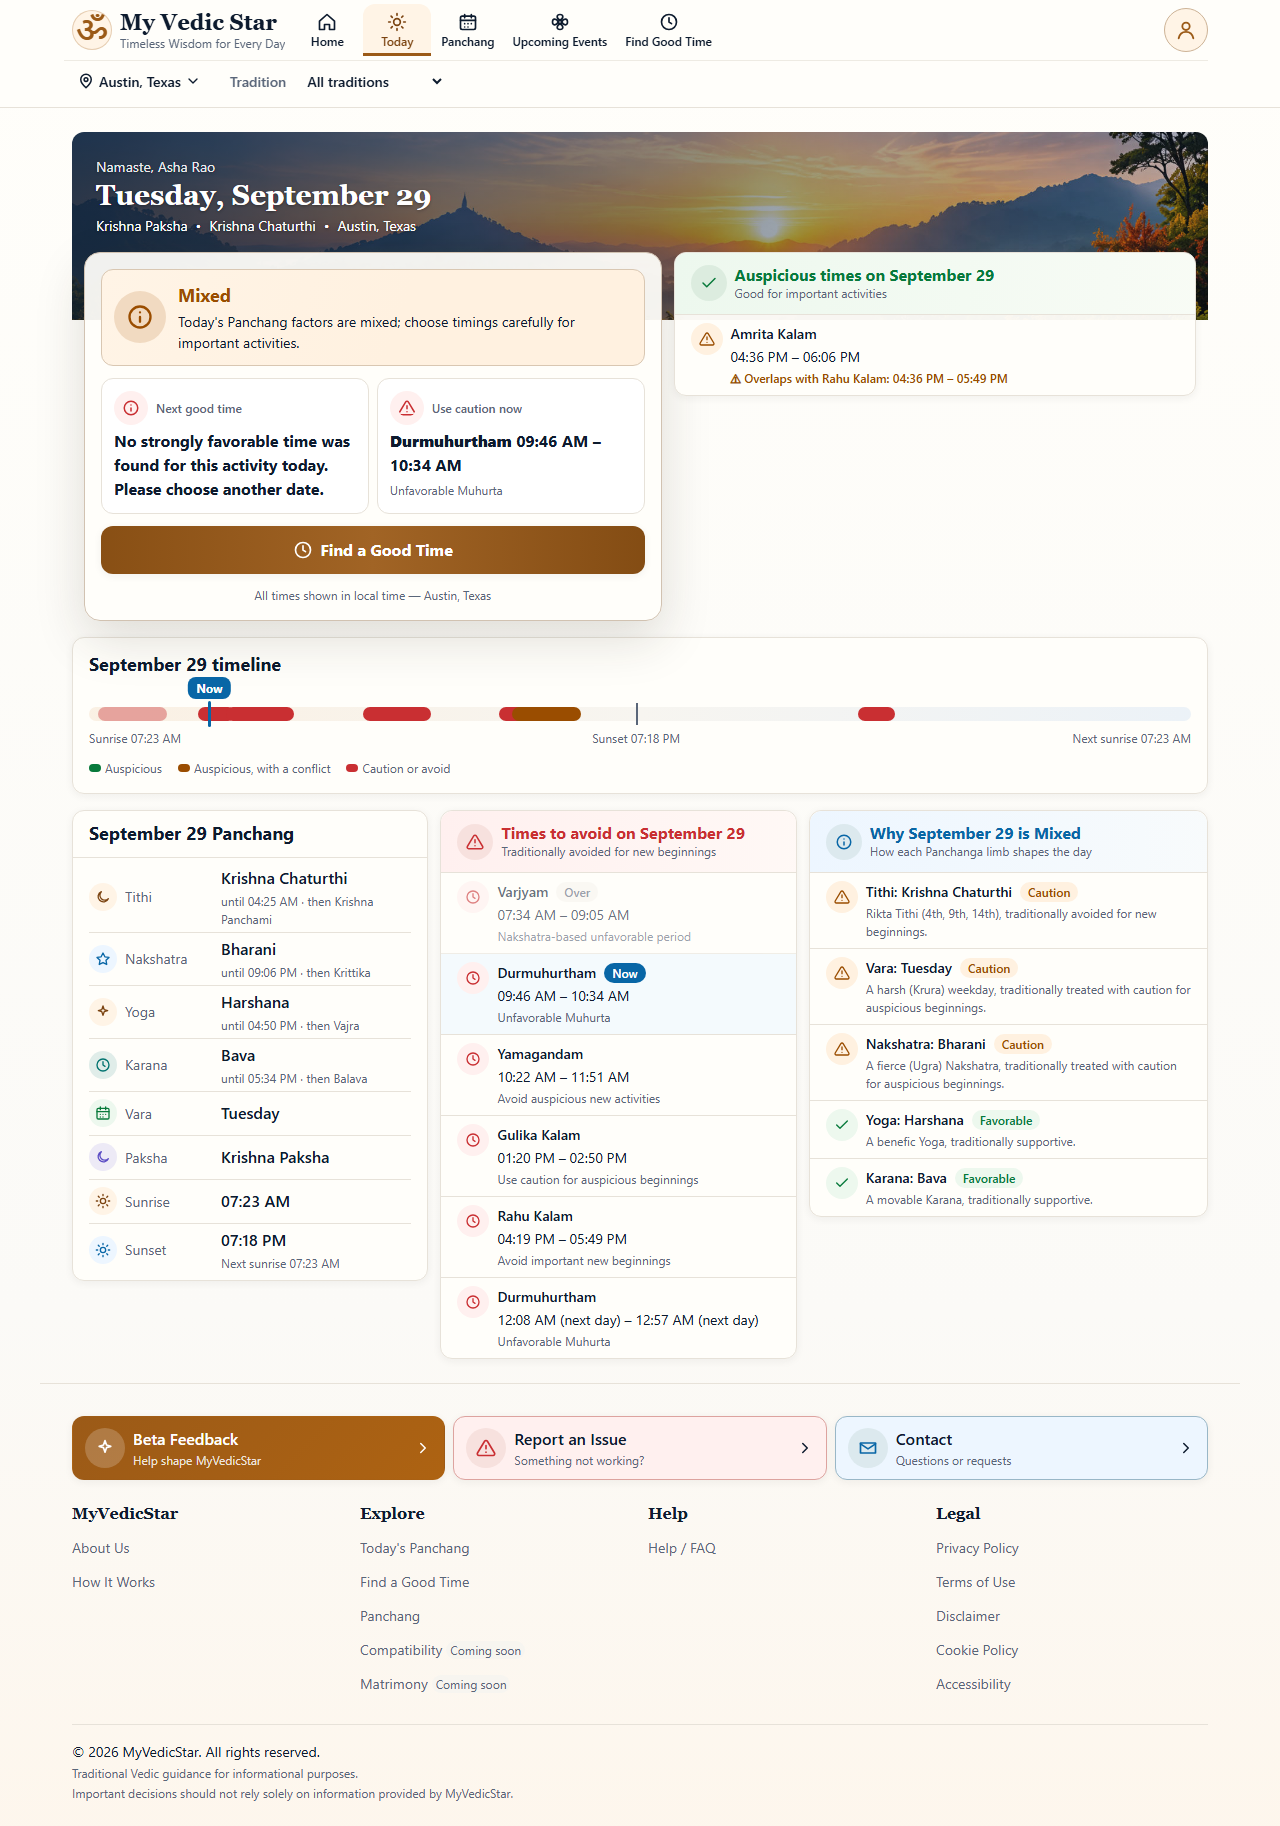 ॐ
My Vedic Star
Timeless Wisdom for Every Day
Home
Today
Panchang
Upcoming Events
Find Good Time
Austin, Texas
Tradition
All traditions
Namaste, Asha Rao
Tuesday, September 29
Krishna Paksha • Krishna Chaturthi • Austin, Texas
Mixed
Today's Panchang factors are mixed; choose timings carefully for
important activities.
Next good time
No strongly favorable time was
found for this activity today.
Please choose another date.
Use caution now
Durmuhurtham 09:46 AM –
10:34 AM
Unfavorable Muhurta
Find a Good Time
All times shown in local time — Austin, Texas
Auspicious times on September 29
Good for important activities
Amrita Kalam
04:36 PM – 06:06 PM
⚠ Overlaps with Rahu Kalam: 04:36 PM – 05:49 PM
September 29 timeline
Now
Sunrise 07:23 AM
Sunset 07:18 PM
Next sunrise 07:23 AM
Auspicious
Auspicious, with a conflict
Caution or avoid
September 29 Panchang
Tithi
Krishna Chaturthi
until 04:25 AM · then Krishna
Panchami
Nakshatra
Bharani
until 09:06 PM · then Krittika
Yoga
Harshana
until 04:50 PM · then Vajra
Karana
Bava
until 05:34 PM · then Balava
Vara
Tuesday
Paksha
Krishna Paksha
Sunrise
07:23 AM
Sunset
07:18 PM
Next sunrise 07:23 AM
Times to avoid on September 29
Traditionally avoided for new beginnings
Varjyam Over
07:34 AM – 09:05 AM
Nakshatra-based unfavorable period
Durmuhurtham Now
09:46 AM – 10:34 AM
Unfavorable Muhurta
Yamagandam
10:22 AM – 11:51 AM
Avoid auspicious new activities
Gulika Kalam
01:20 PM – 02:50 PM
Use caution for auspicious beginnings
Rahu Kalam
04:19 PM – 05:49 PM
Avoid important new beginnings
Durmuhurtham
12:08 AM (next day) – 12:57 AM (next day)
Unfavorable Muhurta
Why September 29 is Mixed
How each Panchanga limb shapes the day
Tithi: Krishna Chaturthi Caution
Rikta Tithi (4th, 9th, 14th), traditionally avoided for new
beginnings.
Vara: Tuesday Caution
A harsh (Krura) weekday, traditionally treated with caution for
auspicious beginnings.
Nakshatra: Bharani Caution
A fierce (Ugra) Nakshatra, traditionally treated with caution
for auspicious beginnings.
Yoga: Harshana Favorable
A benefic Yoga, traditionally supportive.
Karana: Bava Favorable
A movable Karana, traditionally supportive.
Beta Feedback
Help shape MyVedicStar
Report an Issue
Something not working?
Contact
Questions or requests
MyVedicStar
About Us
How It Works
Explore
Today's Panchang
Find a Good Time
Panchang
Compatibility Coming soon
Matrimony Coming soon
Help
Help / FAQ
Legal
Privacy Policy
Terms of Use
Disclaimer
Cookie Policy
Accessibility
© 2026 MyVedicStar. All rights reserved.
Traditional Vedic guidance for informational purposes.
Important decisions should not rely solely on information provided by MyVedicStar.